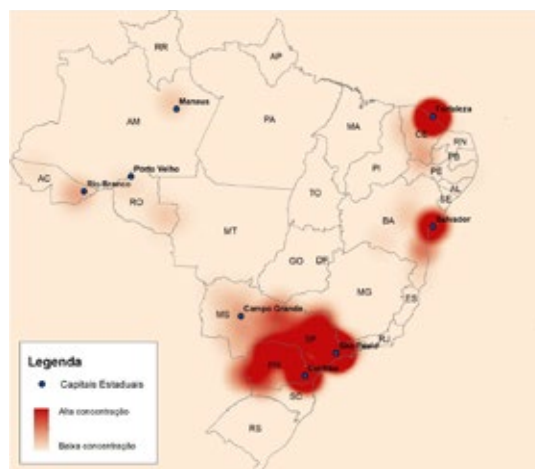 RR
AP
Manaus
Fortaleza
AM
PA
MA
CE
RN
PB
PI
PE
AL
SE
AC
Porto Velho
Rio Branco
RO
TO
BA
Salvador
MT
GO
DF
MG
ES
MS
Campo Grande
SP
São Paulo
RJ
PR
Curitiba
SC
RS
Legenda
Capitais Estaduais
Alta concentração
Baixa concentração